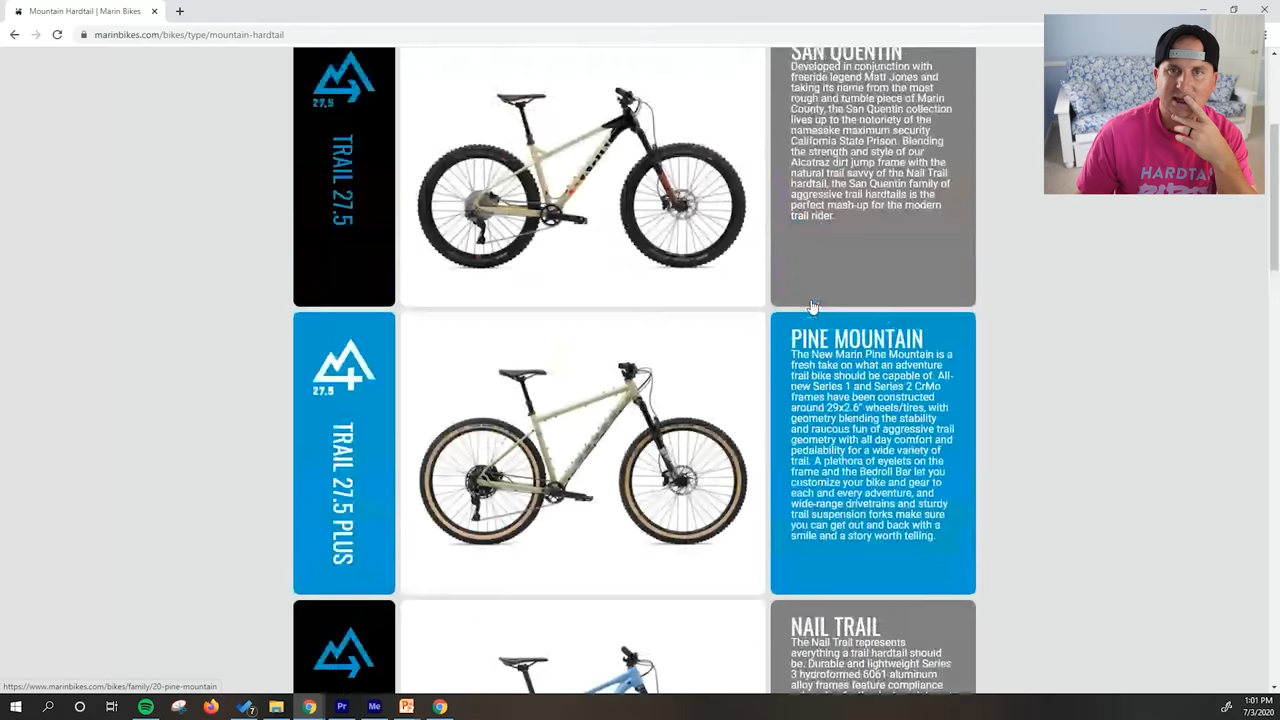 Mountain Hardtail | Marin Bikes
marinbikes.com/bikes/type/mountain-hardtail
27.5
TRAIL 27.5
SAN QUENTIN
Developed in conjunction with
freeride legend Matt Jones and
taking its name from the most
rough and tumble piece of Marin
County, the San Quentin collection
lives up to the notoriety of the
namesake maximum security
California State Prison. Blending
the strength and style of our
Alcatraz dirt jump frame with the
natural trail savvy of the Nail Trail
hardtail, the San Quentin family of
aggressive trail hardtails is the
perfect mash-up for the modern
trail rider.
HARDTA
27.5
TRAIL 27.5 PLUS
PINE MOUNTAIN
The New Marin Pine Mountain is a
fresh take on what an adventure
trail bike should be capable of. All-
new Series 1 and Series 2 CrMo
frames have been constructed
around 29x2.6" wheels/tires, with
geometry blending the stability
and raucous fun of aggressive trail
geometry with all day comfort and
pedalability for a wide variety of
trail. A plethora of eyelets on the
frame and the Bedroll Bar let you
customize your bike and gear to
each and every adventure, and
wide-range drivetrains and sturdy
trail suspension forks make sure
you can get out and back with a
smile and a story worth telling.
NAIL TRAIL
The Nail Trail represents
everything a trail hardtail should
be. Durable and lightweight Series
3 hydroformed 6061 aluminum
alloy frames feature compliance
https://www.marinbikes.com/bikes/family/20-pine-mountain
7
Pr
Me
1:01 PM
7/3/2020